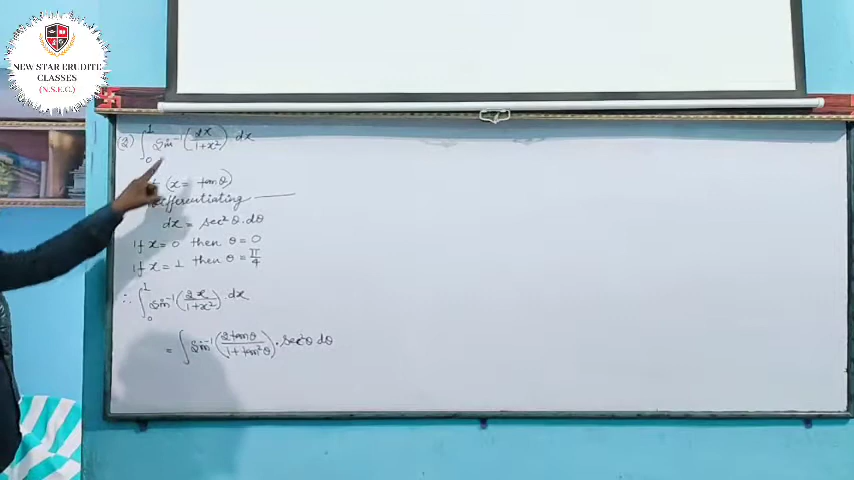 NEW STAR ERUDITE
CLASSES
(N.S.E.C.)
(2) ∫₀¹ Sin⁻¹(2x/(1+x²)) dx
(x = tanθ)
Differentiating
dx = sec²θ.dθ
If x = 0 then θ = 0
If x = 1 then θ = π/4
∴ ∫₀¹ Sin⁻¹(2x/(1+x²)).dx
= ∫ Sin⁻¹(2tanθ/(1+tan²θ)).Sec²θ dθ